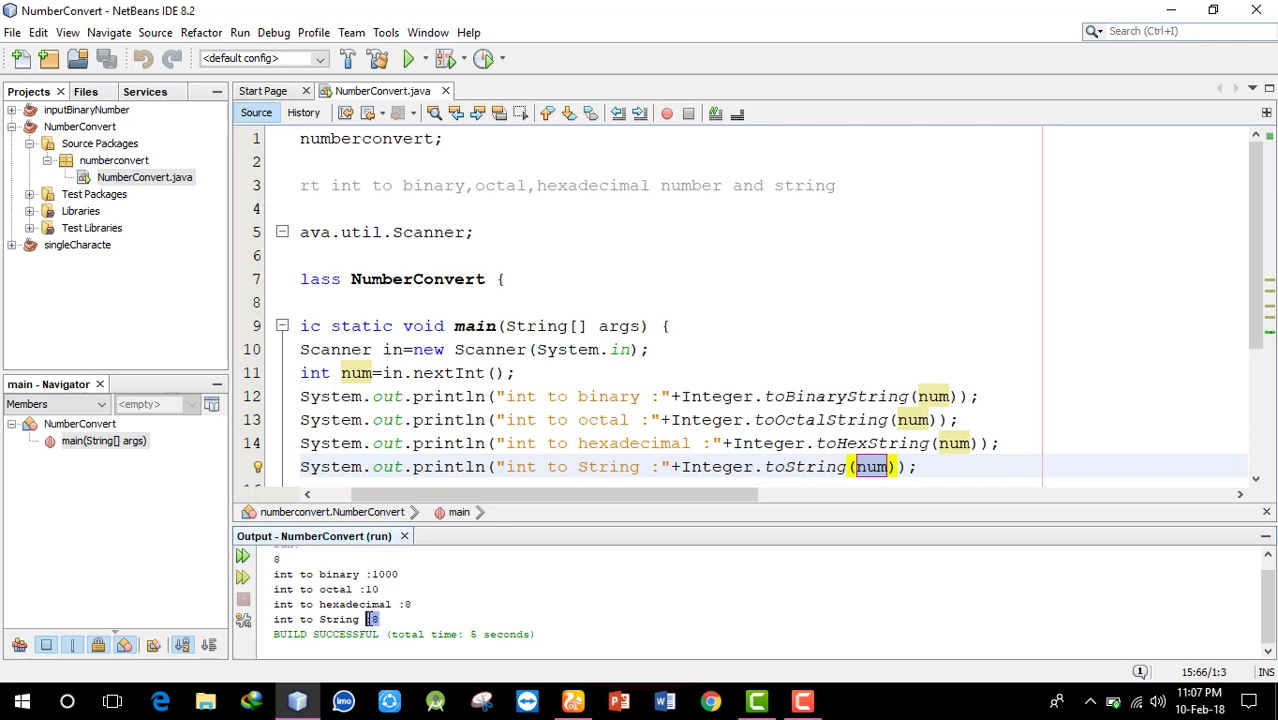 NumberConvert - NetBeans IDE 8.2
File Edit View Navigate Source Refactor Run Debug Profile Team Tools Window Help
Search (Ctrl+I)
<default config>
Projects Files Services
Start Page NumberConvert.java
inputBinaryNumber
NumberConvert
Source Packages
numberconvert
NumberConvert.java
Test Packages
Libraries
Test Libraries
singleCharacte
Source History
1 numberconvert;
2
3 rt int to binary,octal,hexadecimal number and string
4
5 ava.util.Scanner;
6
7 lass NumberConvert {
8
9 ic static void main(String[] args) {
10 Scanner in=new Scanner(System.in);
11 int num=in.nextInt();
12 System.out.println("int to binary :"+Integer.toBinaryString(num));
13 System.out.println("int to octal :"+Integer.toOctalString(num));
14 System.out.println("int to hexadecimal :"+Integer.toHexString(num));
System.out.println("int to String :"+Integer.toString(num));
main - Navigator
Members <empty>
NumberConvert
main(String[] args)
numberconvert.NumberConvert main
Output - NumberConvert (run)
8
int to binary :1000
int to octal :10
int to hexadecimal :8
int to String :8
BUILD SUCCESSFUL (total time: 5 seconds)
1 15:66/1:3 INS
imo
11:07 PM
10-Feb-18